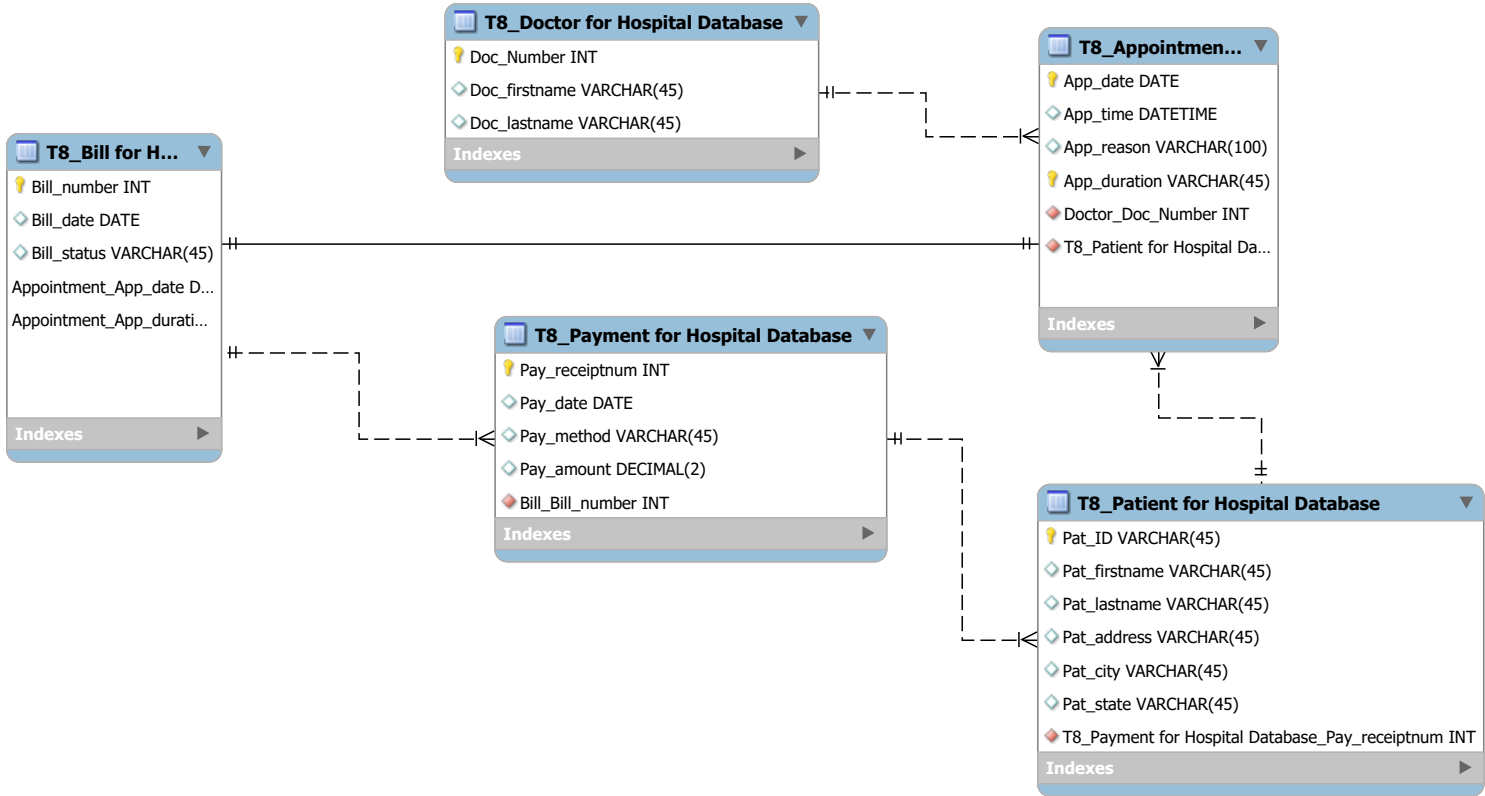 T8_Doctor for Hospital Database
Doc_Number INT
Doc_firstname VARCHAR(45)
Doc_lastname VARCHAR(45)
Indexes
T8_Appointmen...
App_date DATE
App_time DATETIME
App_reason VARCHAR(100)
App_duration VARCHAR(45)
Doctor_Doc_Number INT
T8_Patient for Hospital Da...
Indexes
T8_Bill for H...
Bill_number INT
Bill_date DATE
Bill_status VARCHAR(45)
Appointment_App_date D...
Appointment_App_durati...
Indexes
T8_Payment for Hospital Database
Pay_receiptnum INT
Pay_date DATE
Pay_method VARCHAR(45)
Pay_amount DECIMAL(2)
Bill_Bill_number INT
Indexes
T8_Patient for Hospital Database
Pat_ID VARCHAR(45)
Pat_firstname VARCHAR(45)
Pat_lastname VARCHAR(45)
Pat_address VARCHAR(45)
Pat_city VARCHAR(45)
Pat_state VARCHAR(45)
T8_Payment for Hospital Database_Pay_receiptnum INT
Indexes